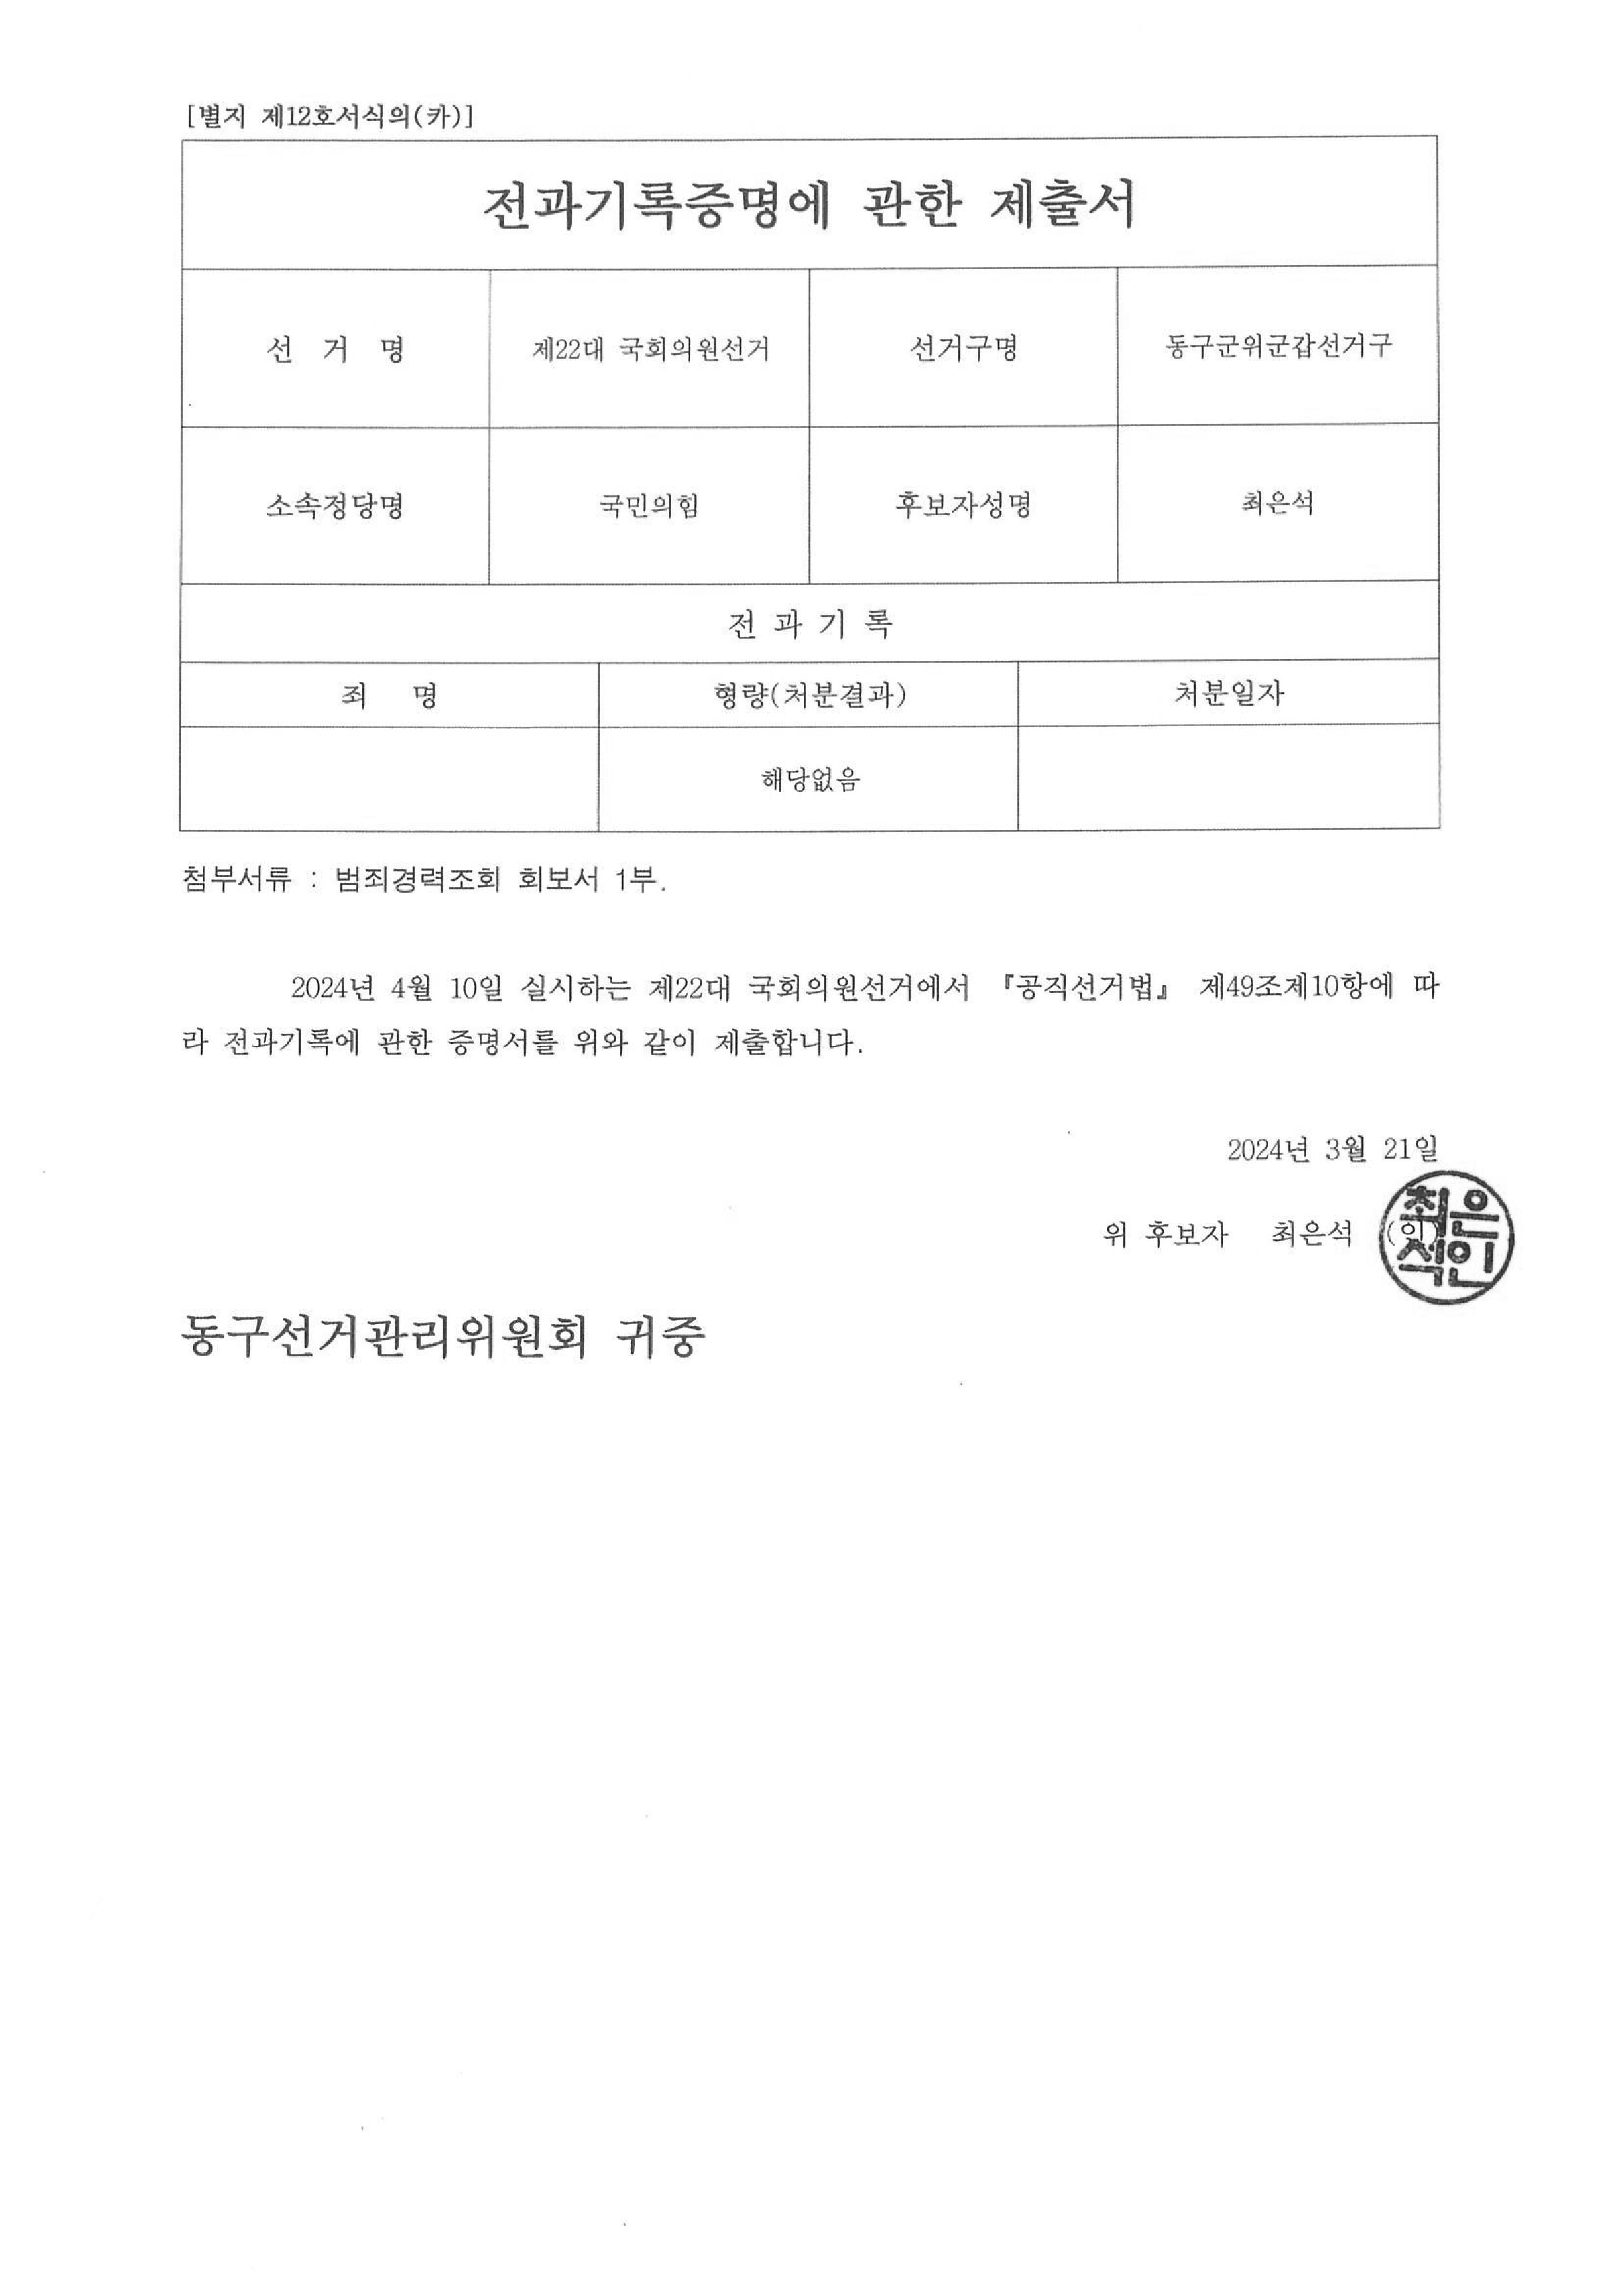 [별지 제12호서식의(카)]
전과기록증명에 관한 제출서
선 거 명 제22대 국회의원선거 선거구명 동구군위군갑선거구
소속정당명 국민의힘 후보자성명 최은석
전 과 기 록
죄 명 형량(처분결과) 처분일자
해당없음
첨부서류 : 범죄경력조회 회보서 1부.
2024년 4월 10일 실시하는 제22대 국회의원선거에서 『공직선거법』 제49조제10항에 따
라 전과기록에 관한 증명서를 위와 같이 제출합니다.
2024년 3월 21일
위 후보자 최은석 (인)
최은
석인
동구선거관리위원회 귀중